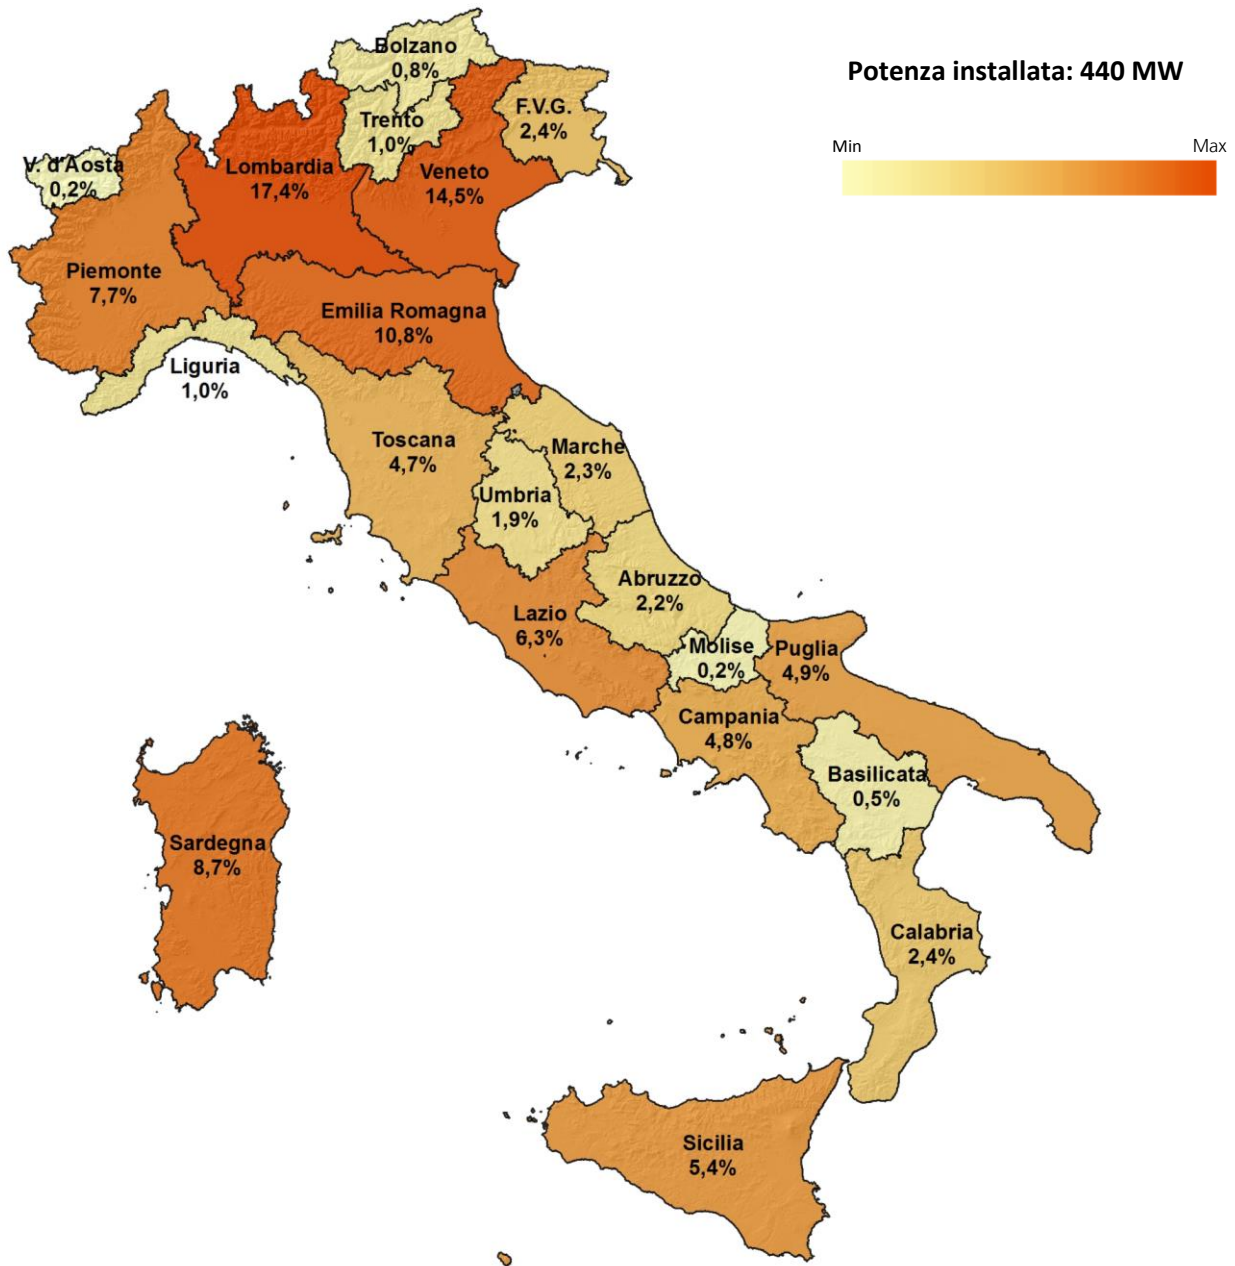 Potenza installata: 440 MW
Min
Max
Bolzano
0,8%
F.V.G.
2,4%
Trento
1,0%
V. d'Aosta
0,2%
Lombardia
17,4%
Veneto
14,5%
Piemonte
7,7%
Emilia Romagna
10,8%
Liguria
1,0%
Toscana
4,7%
Marche
2,3%
Umbria
1,9%
Abruzzo
2,2%
Lazio
6,3%
Molise
0,2%
Puglia
4,9%
Campania
4,8%
Basilicata
0,5%
Sardegna
8,7%
Calabria
2,4%
Sicilia
5,4%